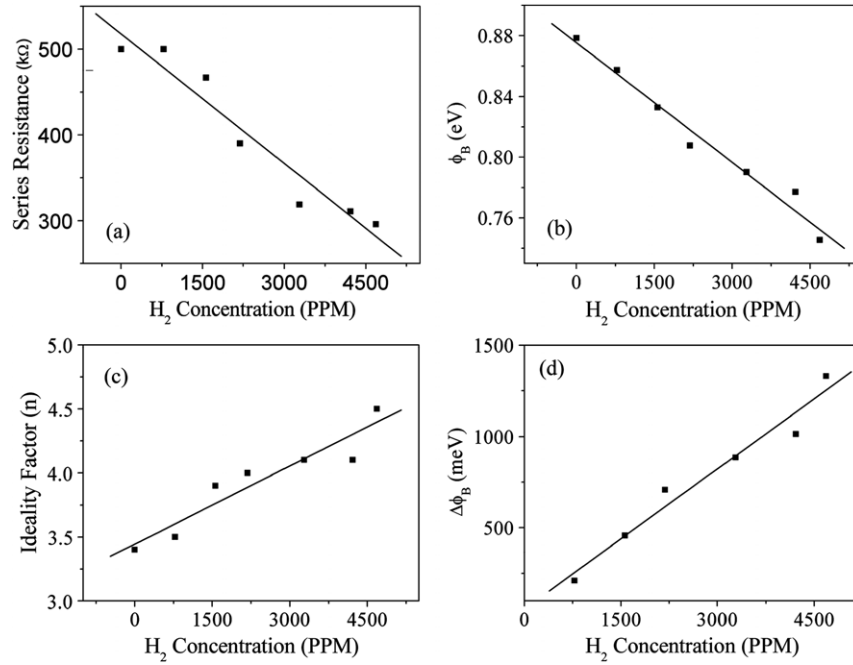 500
400
300
Series Resistance (kΩ)
(a)
0 1500 3000 4500
H₂ Concentration (PPM)
0.88
0.84
0.80
0.76
ϕ_B (eV)
(b)
0 1500 3000 4500
H₂ Concentration (PPM)
5.0
4.5
4.0
3.5
3.0
Ideality Factor (n)
(c)
0 1500 3000 4500
H₂ Concentration (PPM)
1500
1000
500
Δϕ_B (meV)
(d)
0 1500 3000 4500
H₂ Concentration (PPM)